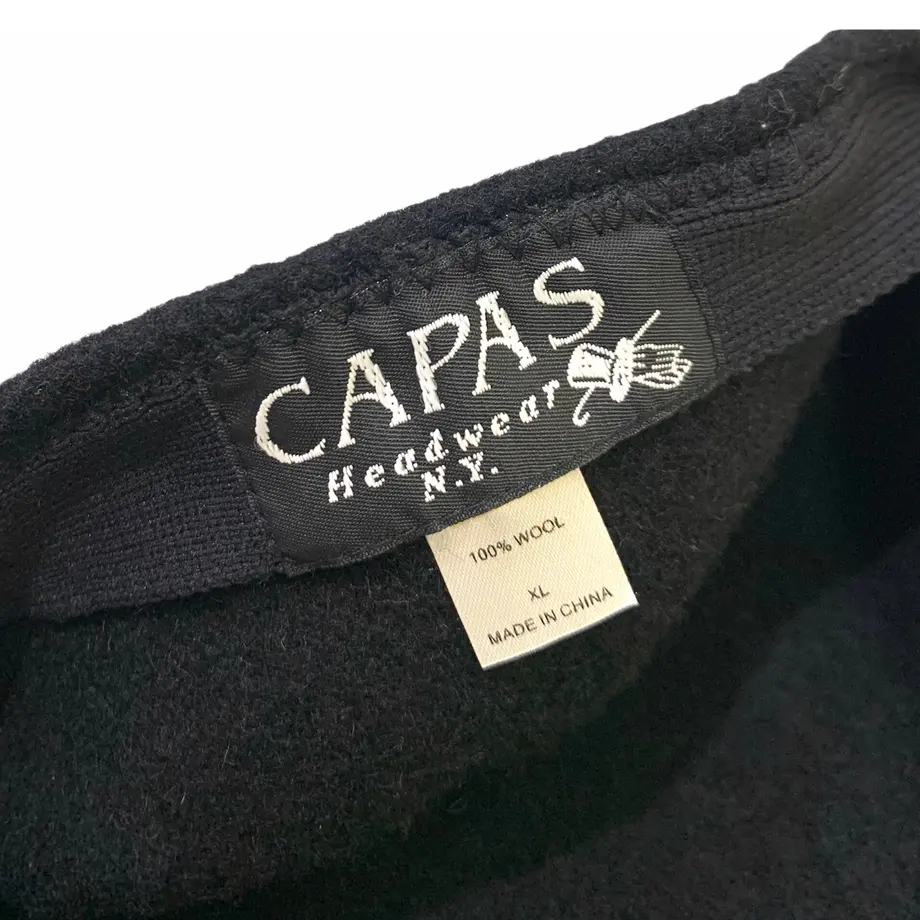 CAPAS
Headwear
N.Y.
100% WOOL
XL
MADE IN CHINA